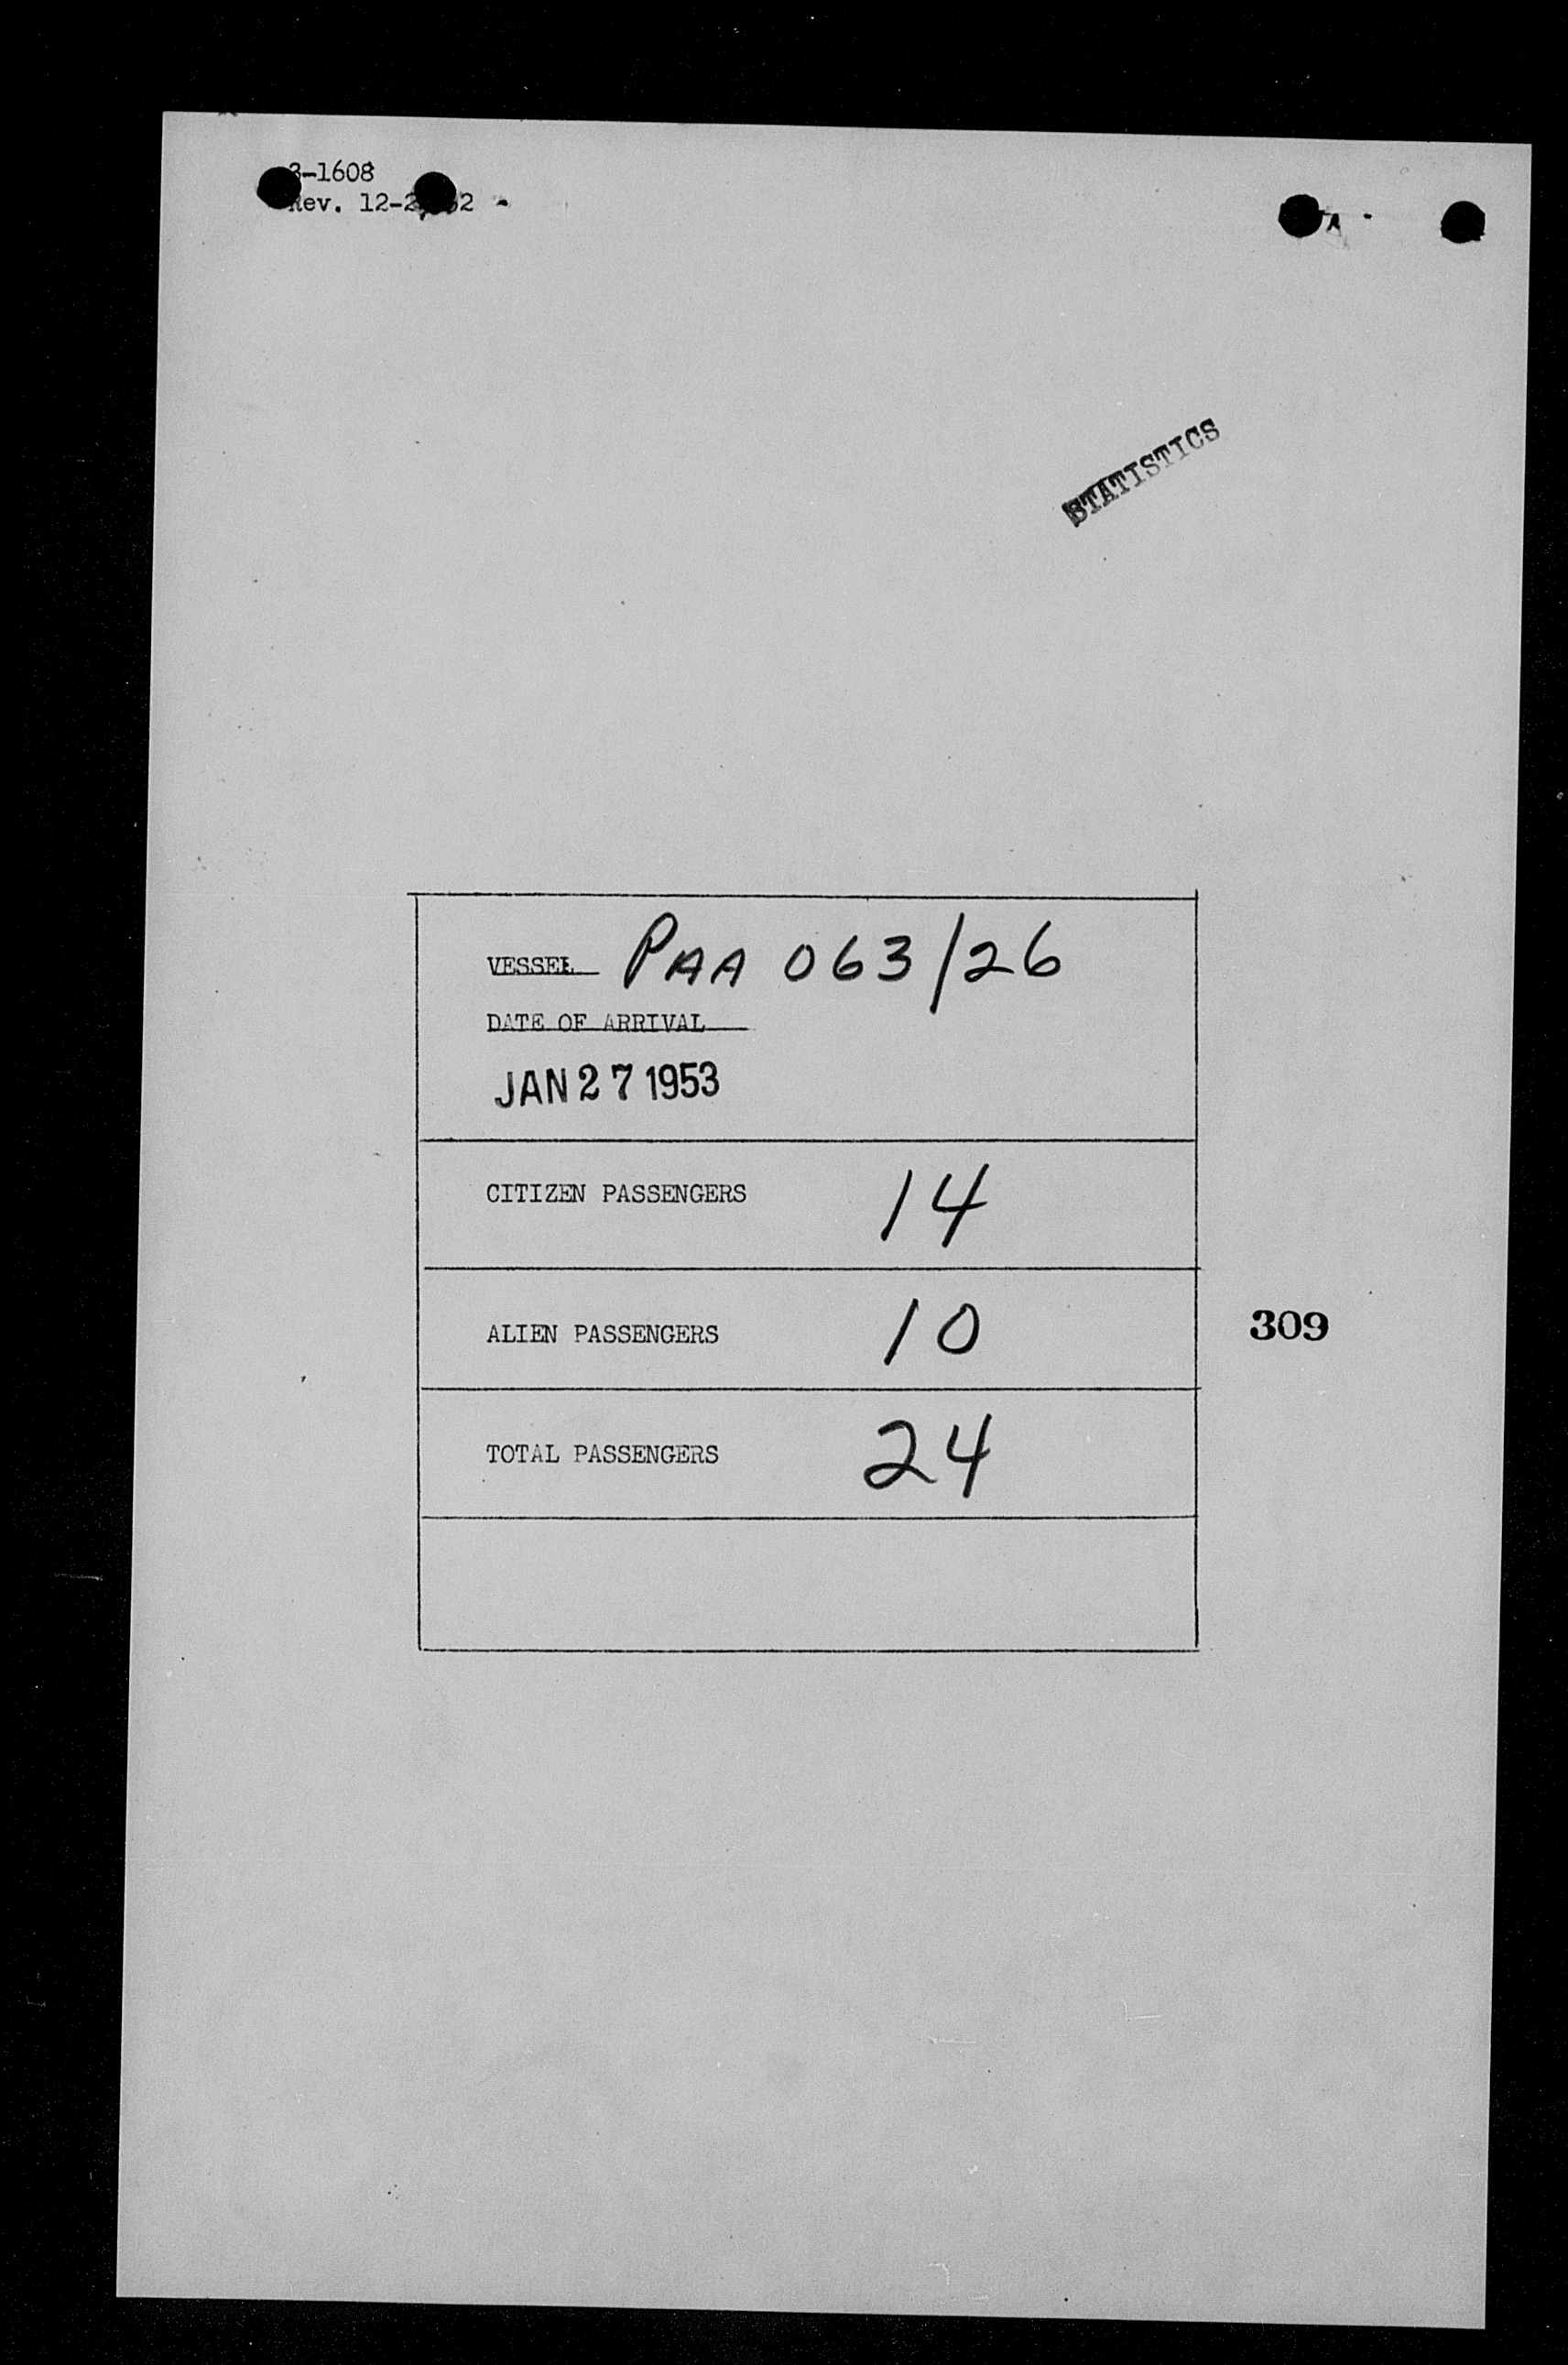 3-1608
Rev. 12-2 52
STATISTICS
VESSEL PAA 063/26
DATE OF ARRIVAL
JAN 27 1953
CITIZEN PASSENGERS 14
ALIEN PASSENGERS 10
309
TOTAL PASSENGERS 24